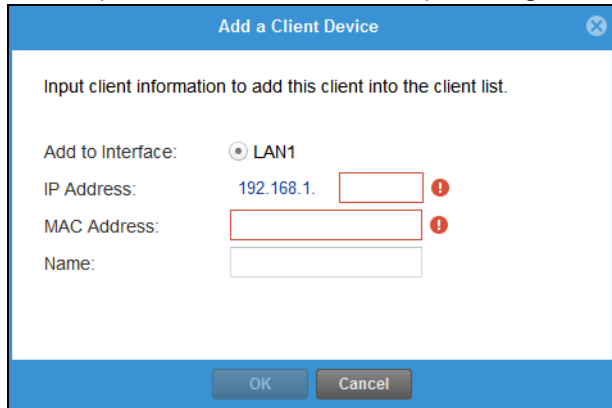 Add a Client Device
Input client information to add this client into the client list.
Add to Interface: LAN1
IP Address: 192.168.1.
MAC Address:
Name:
OK Cancel